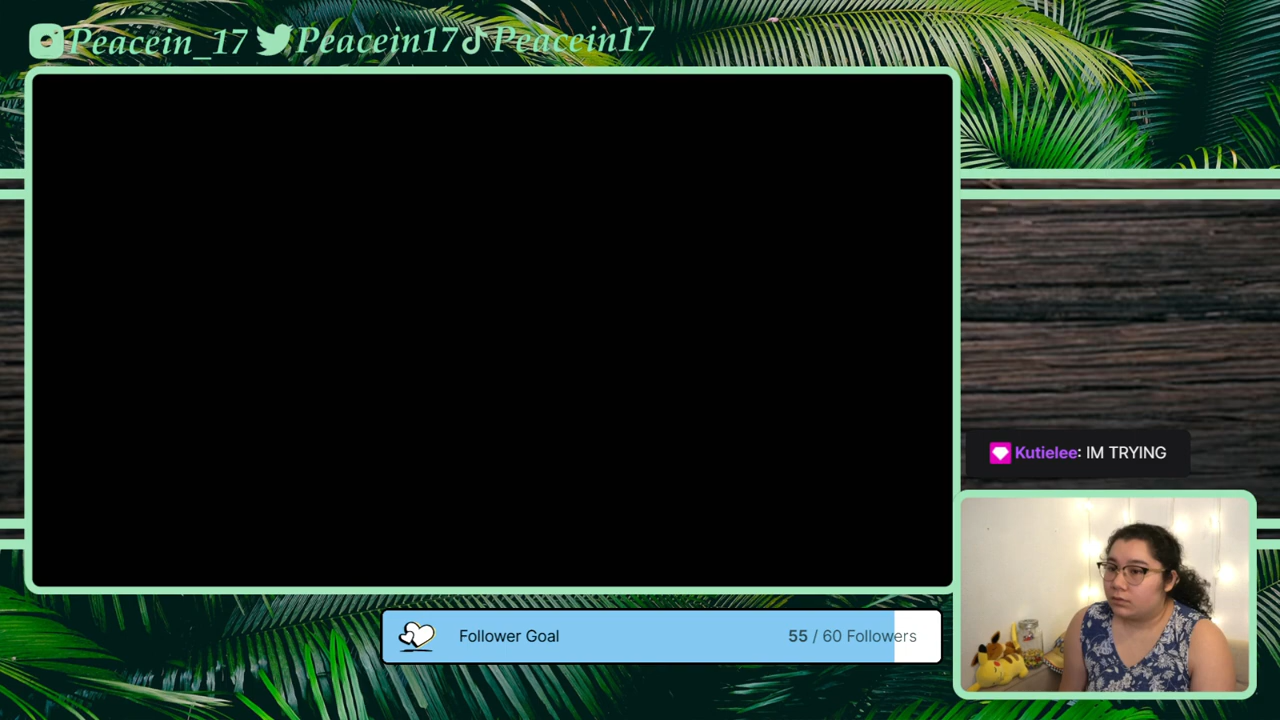 Peacein_17 Peacein17 Peacein17
Kutielee: IM TRYING
Follower Goal 55 / 60 Followers